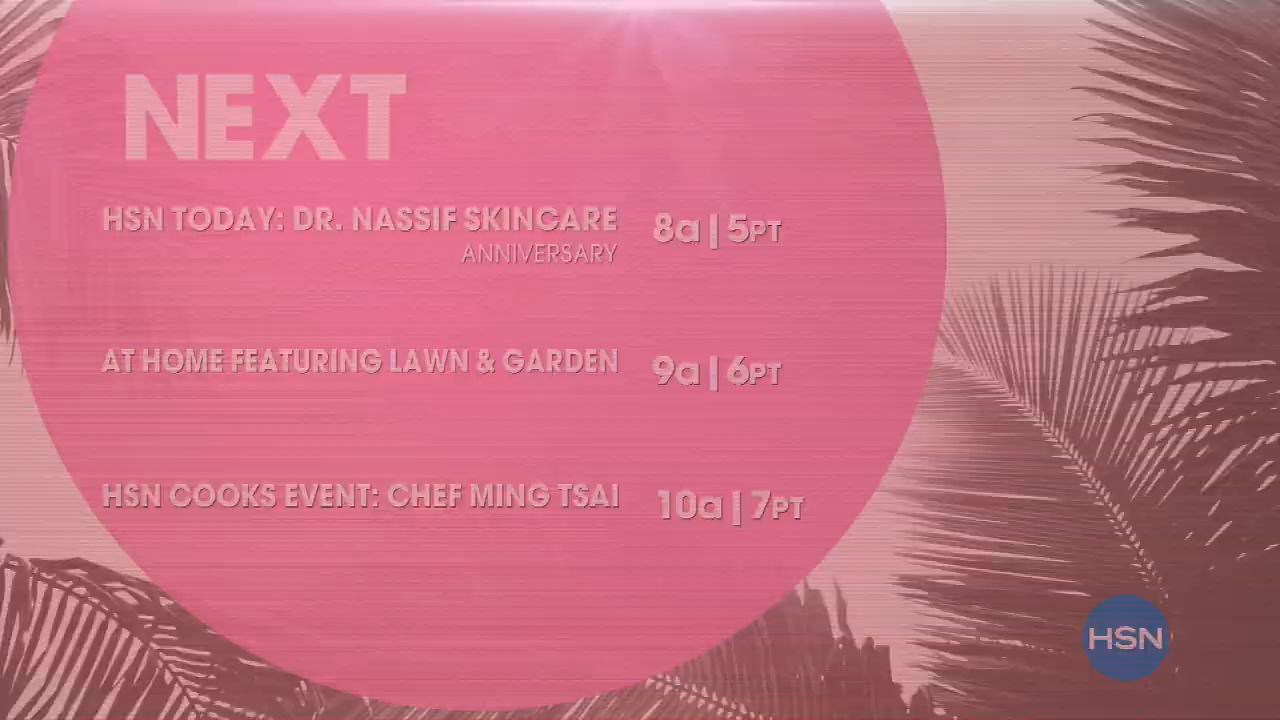 NEXT
HSN TODAY: DR. NASSIF SKINCARE 8a | 5PT
ANNIVERSARY
AT HOME FEATURING LAWN & GARDEN 9a | 6PT
HSN COOKS EVENT: CHEF MING TSAI 10a | 7PT
HSN